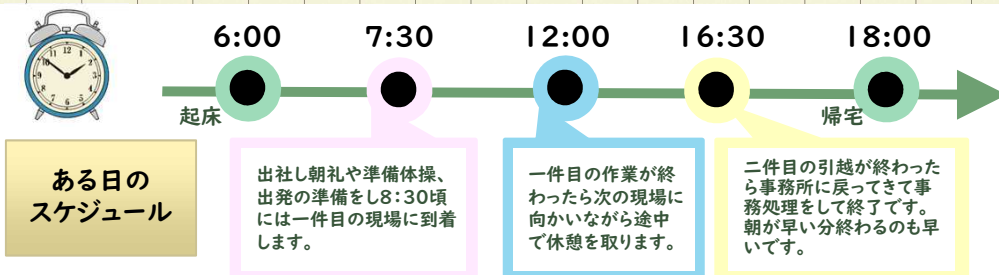 6:00
7:30
12:00
16:30
18:00
起床
帰宅
ある日の
スケジュール
出社し朝礼や準備体操、
出発の準備をし8:30頃
には一件目の現場に到着
します。
一件目の作業が終
わったら次の現場に
向かいながら途中
で休憩を取ります。
二件目の引越が終わった
ら事務所に戻ってきて事
務処理をして終了です。
朝が早い分終わるのも早
いです。